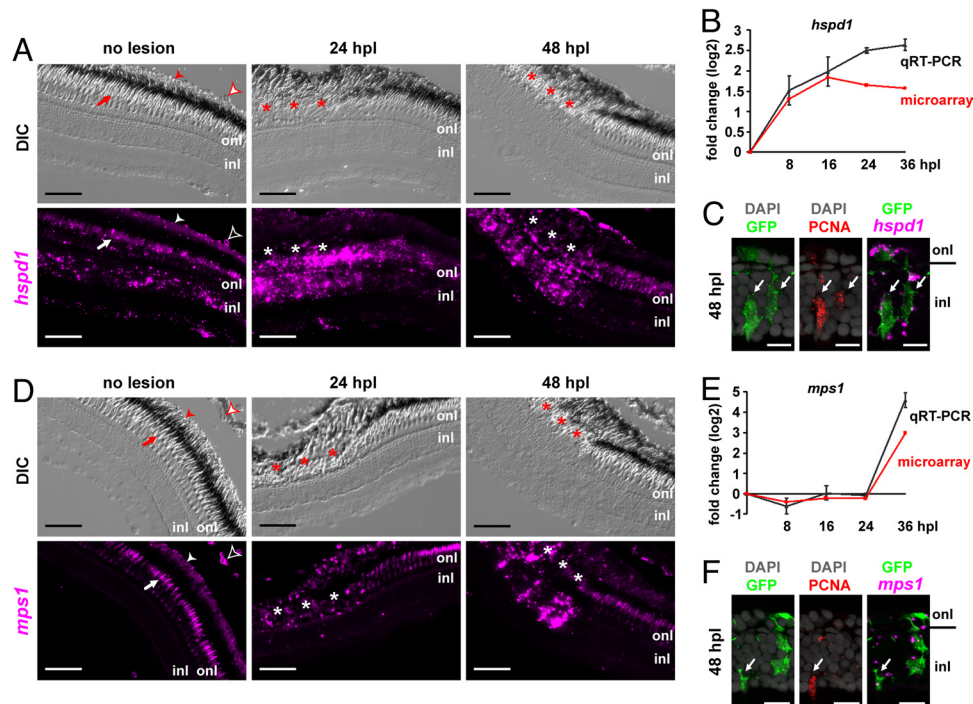 A
no lesion
24 hpl
48 hpl
DIC
onl
inl
onl
inl
onl
inl
hspd1
onl
inl
onl
inl
onl
inl
B
hspd1
fold change (log2)
3
2.5
2
1.5
1
0.5
0
qRT-PCR
microarray
8
16
24
36 hpl
C
DAPI
GFP
DAPI
PCNA
GFP
hspd1
48 hpl
onl
inl
D
no lesion
24 hpl
48 hpl
DIC
inl onl
onl
inl
onl
inl
mps1
inl onl
onl
inl
onl
inl
E
mps1
fold change (log2)
5
4
3
2
1
0
-1
qRT-PCR
microarray
8
16
24
36 hpl
F
DAPI
GFP
DAPI
PCNA
GFP
mps1
48 hpl
onl
inl